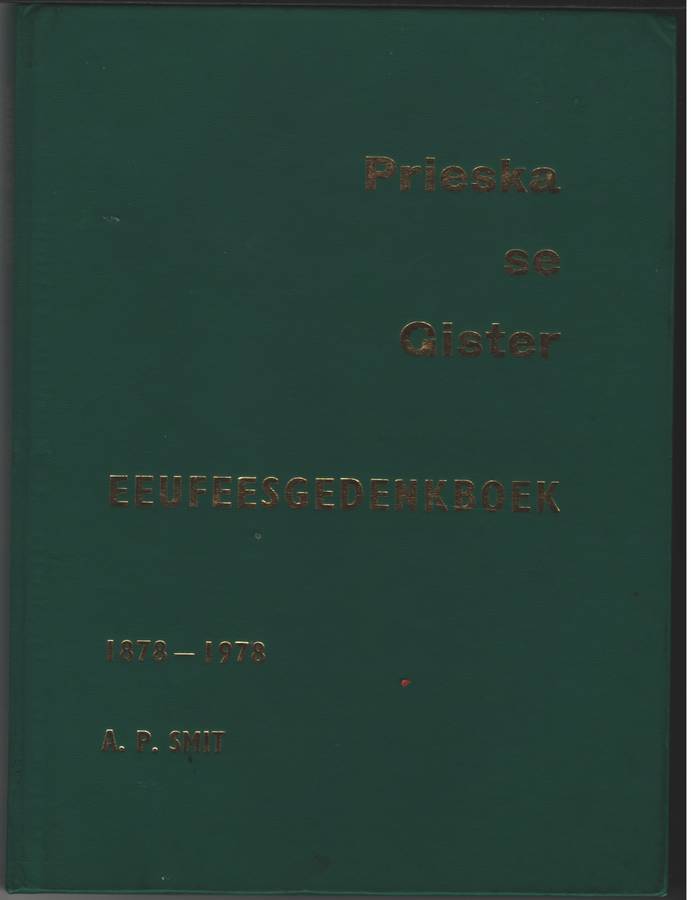 Prieska
se
Gister
EEUFEESGEDENKBOEK
1878–1978
A. P. SMIT